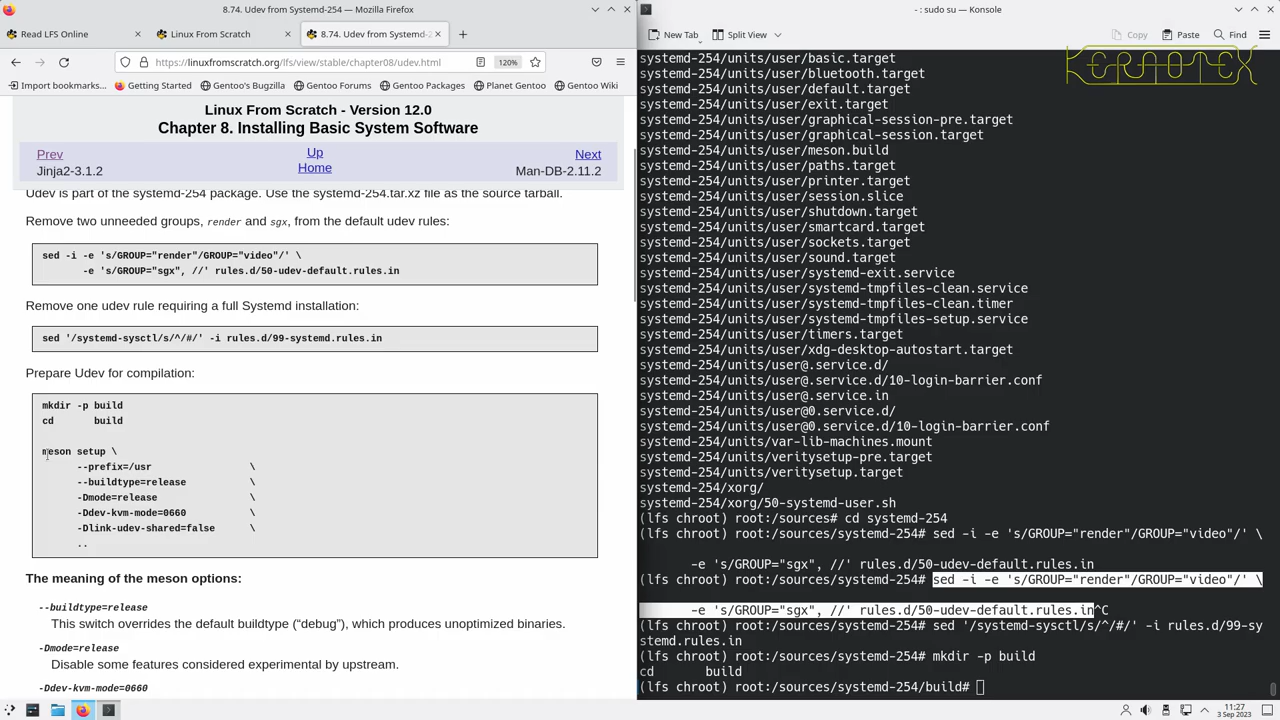 8.74. Udev from Systemd-254 — Mozilla Firefox
Read LFS Online
Linux From Scratch
8.74. Udev from Systemd-2
https://linuxfromscratch.org/lfs/view/stable/chapter08/udev.html
120%
Import bookmarks...
Getting Started
Gentoo's Bugzilla
Gentoo Forums
Gentoo Packages
Planet Gentoo
Gentoo Wiki
Linux From Scratch - Version 12.0
Chapter 8. Installing Basic System Software
Prev
Up
Next
Jinja2-3.1.2
Home
Man-DB-2.11.2
Udev is part of the systemd-254 package. Use the systemd-254.tar.xz file as the source tarball.
Remove two unneeded groups, render and sgx, from the default udev rules:
sed -i -e 's/GROUP="render"/GROUP="video"/' \
-e 's/GROUP="sgx", //' rules.d/50-udev-default.rules.in
Remove one udev rule requiring a full Systemd installation:
sed '/systemd-sysctl/s/^/#/' -i rules.d/99-systemd.rules.in
Prepare Udev for compilation:
mkdir -p build
cd       build
meson setup \
--prefix=/usr                 \
--buildtype=release           \
-Dmode=release                \
-Ddev-kvm-mode=0660           \
-Dlink-udev-shared=false      \
..
The meaning of the meson options:
--buildtype=release
This switch overrides the default buildtype (“debug”), which produces unoptimized binaries.
-Dmode=release
Disable some features considered experimental by upstream.
-Ddev-kvm-mode=0660
- : sudo su — Konsole
New Tab
Split View
Copy
Paste
Find
KERNOTEX
systemd-254/units/user/basic.target
systemd-254/units/user/bluetooth.target
systemd-254/units/user/default.target
systemd-254/units/user/exit.target
systemd-254/units/user/graphical-session-pre.target
systemd-254/units/user/graphical-session.target
systemd-254/units/user/meson.build
systemd-254/units/user/paths.target
systemd-254/units/user/printer.target
systemd-254/units/user/session.slice
systemd-254/units/user/shutdown.target
systemd-254/units/user/smartcard.target
systemd-254/units/user/sockets.target
systemd-254/units/user/sound.target
systemd-254/units/user/systemd-exit.service
systemd-254/units/user/systemd-tmpfiles-clean.service
systemd-254/units/user/systemd-tmpfiles-clean.timer
systemd-254/units/user/systemd-tmpfiles-setup.service
systemd-254/units/user/timers.target
systemd-254/units/user/xdg-desktop-autostart.target
systemd-254/units/user@.service.d/
systemd-254/units/user@.service.d/10-login-barrier.conf
systemd-254/units/user@.service.in
systemd-254/units/user@0.service.d/
systemd-254/units/user@0.service.d/10-login-barrier.conf
systemd-254/units/var-lib-machines.mount
systemd-254/units/veritysetup-pre.target
systemd-254/units/veritysetup.target
systemd-254/xorg/
systemd-254/xorg/50-systemd-user.sh
(lfs chroot) root:/sources# cd systemd-254
(lfs chroot) root:/sources/systemd-254# sed -i -e 's/GROUP="render"/GROUP="video"/' \
-e 's/GROUP="sgx", //' rules.d/50-udev-default.rules.in
(lfs chroot) root:/sources/systemd-254# sed -i -e 's/GROUP="render"/GROUP="video"/' \
-e 's/GROUP="sgx", //' rules.d/50-udev-default.rules.in^C
(lfs chroot) root:/sources/systemd-254# sed '/systemd-sysctl/s/^/#/' -i rules.d/99-sy
stemd.rules.in
(lfs chroot) root:/sources/systemd-254# mkdir -p build
cd       build
(lfs chroot) root:/sources/systemd-254/build#
11:27
3 Sep 2023